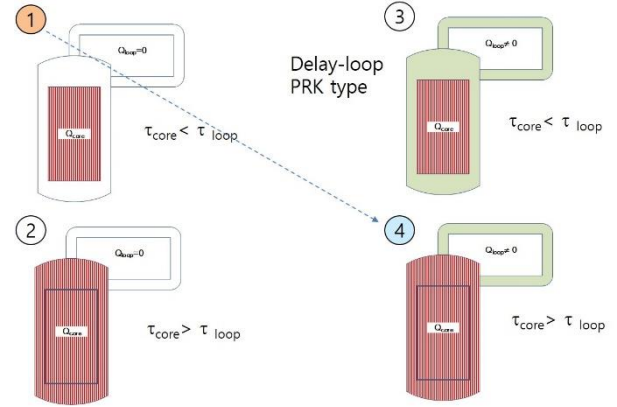 1
Qloop=0
Qcore
τcore< τ loop
3
Qloop≠ 0
Delay-loop
PRK type
Qcore
τcore< τ loop
2
Qloop=0
Qcore
τcore> τ loop
4
Qloop≠ 0
Qcore
τcore> τ loop